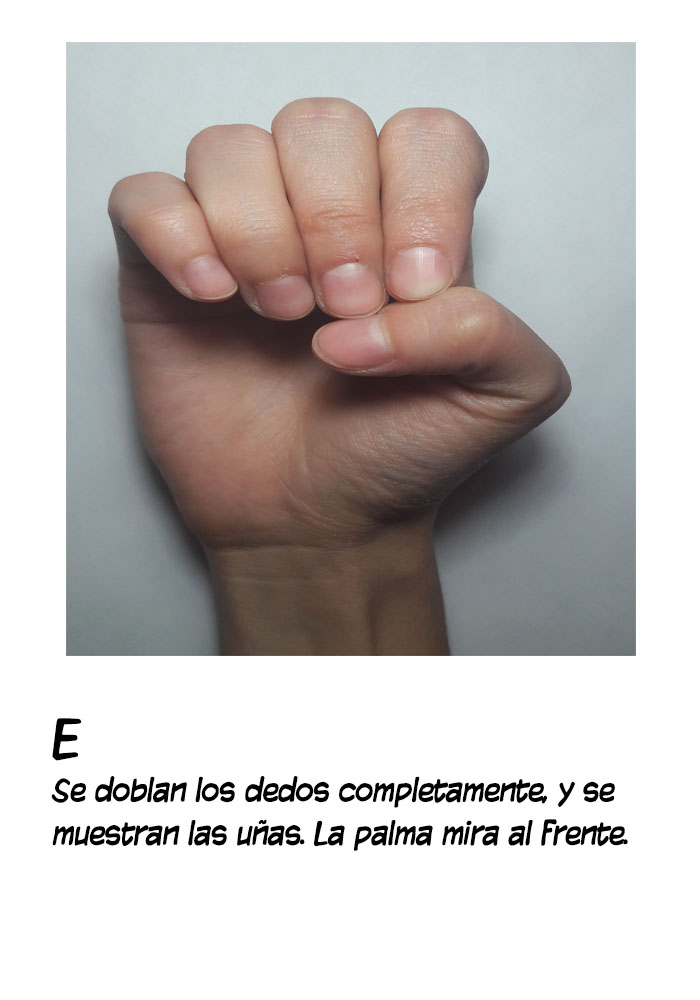 E
Se doblan los dedos completamente, y se
muestran las uñas. La palma mira al frente.